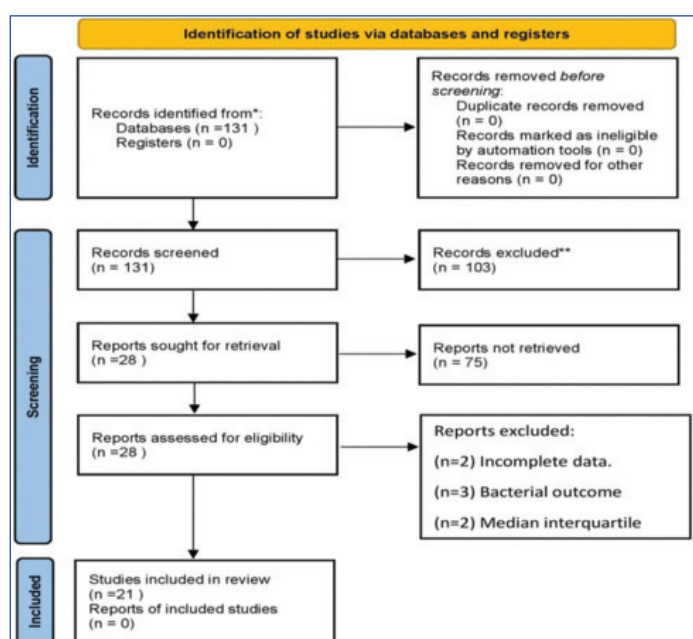 Identification of studies via databases and registers
Identification
Records identified from*:
Databases (n =131 )
Registers (n = 0)
Records removed before
screening:
Duplicate records removed
(n = 0)
Records marked as ineligible
by automation tools (n = 0)
Records removed for other
reasons (n = 0)
Screening
Records screened
(n = 131)
Records excluded**
(n = 103)
Reports sought for retrieval
(n =28 )
Reports not retrieved
(n = 75)
Reports assessed for eligibility
(n =28 )
Reports excluded:
(n=2) Incomplete data.
(n=3) Bacterial outcome
(n=2) Median interquartile
Included
Studies included in review
(n =21 )
Reports of included studies
(n = 0)